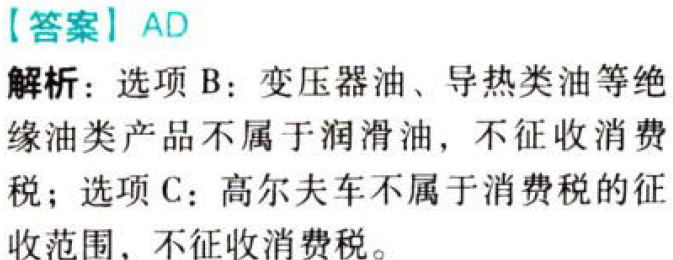 【答案】AD
解析：选项 B：变压器油、导热类油等绝
缘油类产品不属于润滑油，不征收消费
税；选项 C：高尔夫车不属于消费税的征
收范围，不征收消费税。